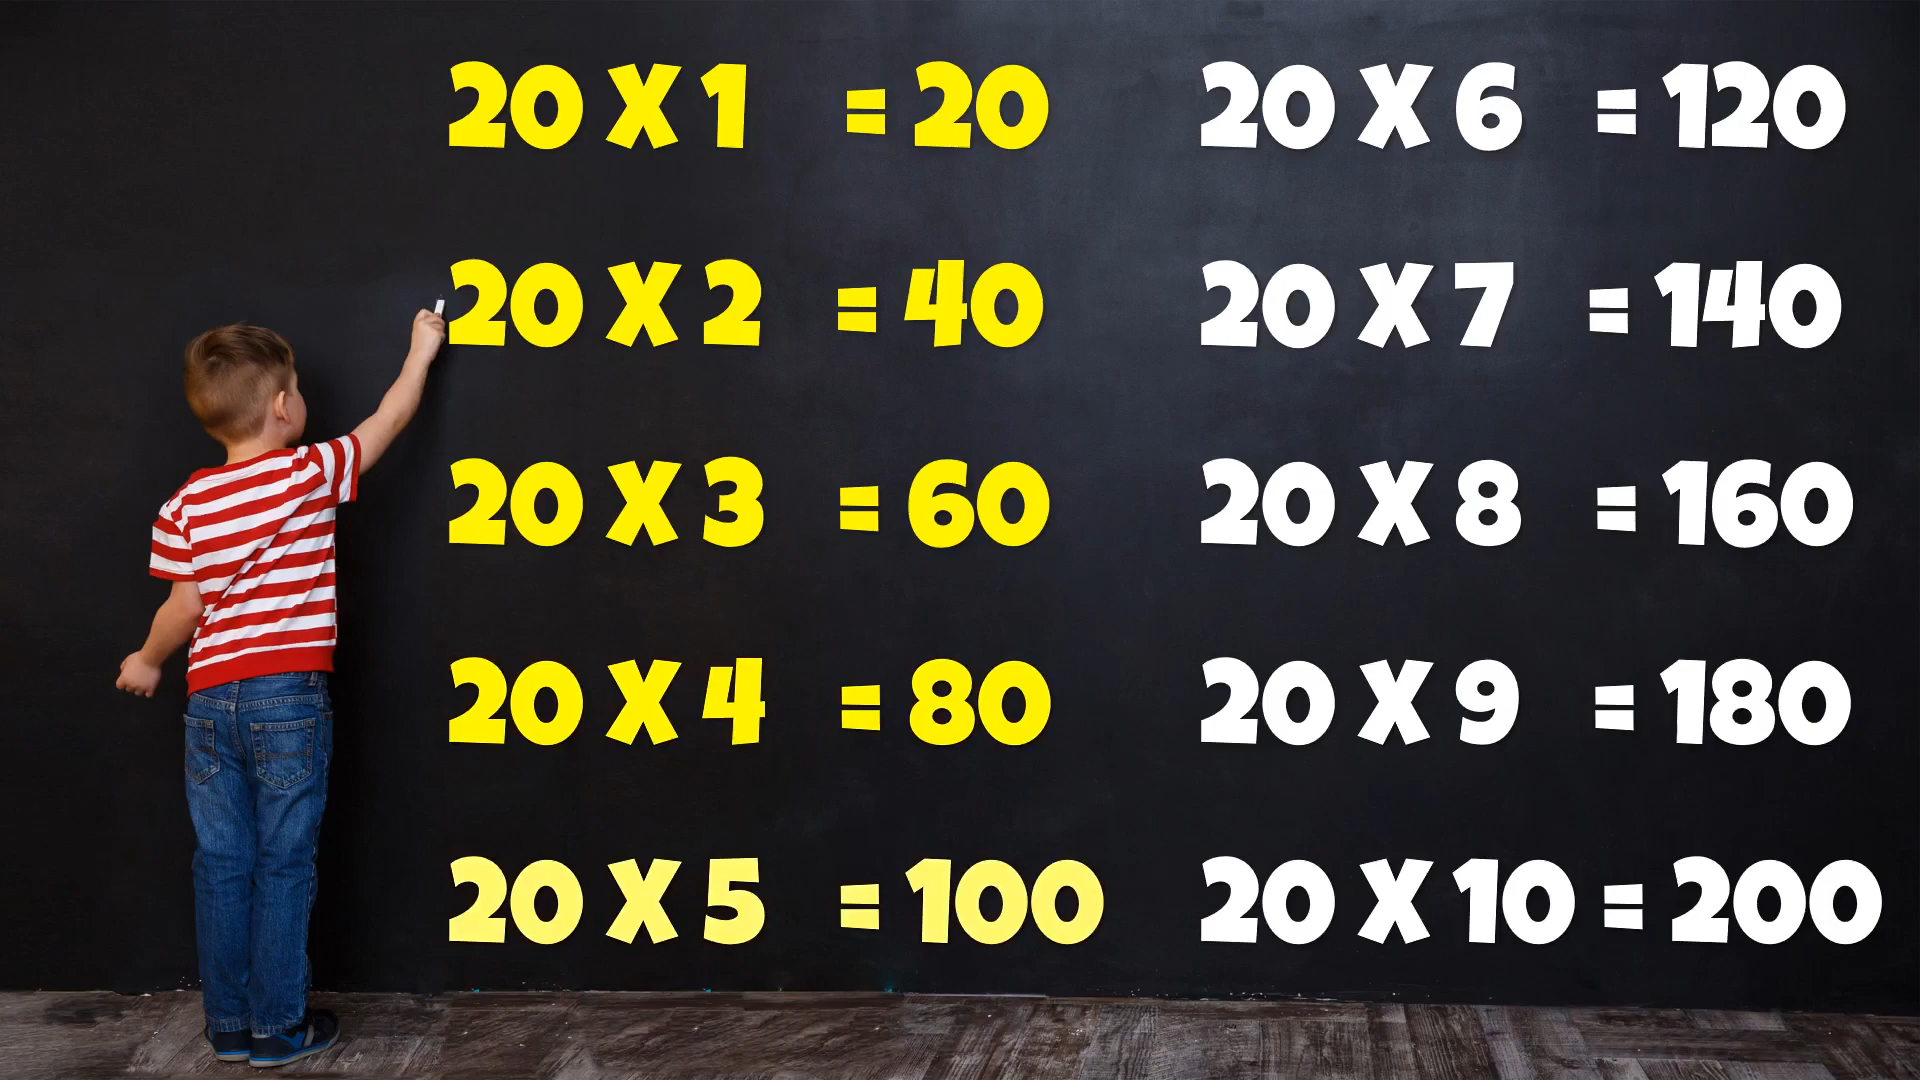 20 X 1 = 20
20 X 2 = 40
20 X 3 = 60
20 X 4 = 80
20 X 5 = 100
20 X 6 = 120
20 X 7 = 140
20 X 8 = 160
20 X 9 = 180
20 X 10 = 200